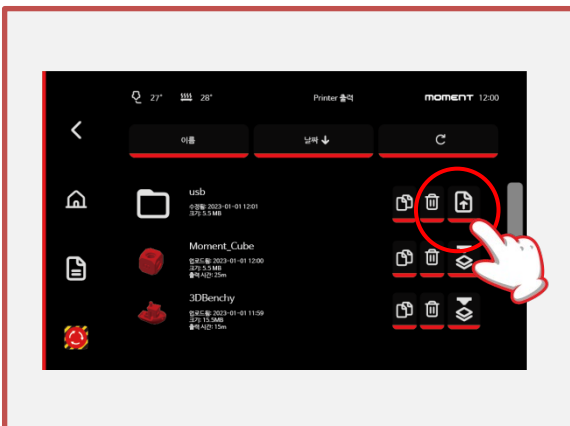 27° 28° Printer 출력 moment 12:00
이름 날짜
usb
수정됨: 2023-01-01 12:01
크기: 5.5 MB
Moment_Cube
업로드됨: 2023-01-01 12:00
크기: 5.5 MB
출력 시간: 25m
3DBenchy
업로드됨: 2023-01-01 11:59
크기: 15.5MB
출력 시간: 15m